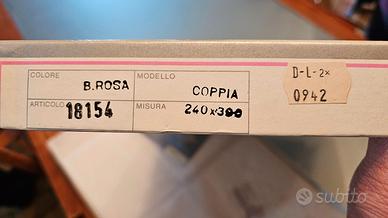 COLORE
B.ROSA
MODELLO
COPPIA
ARTICOLO
18154
MISURA
240x300
D-L-2x
0942
subito